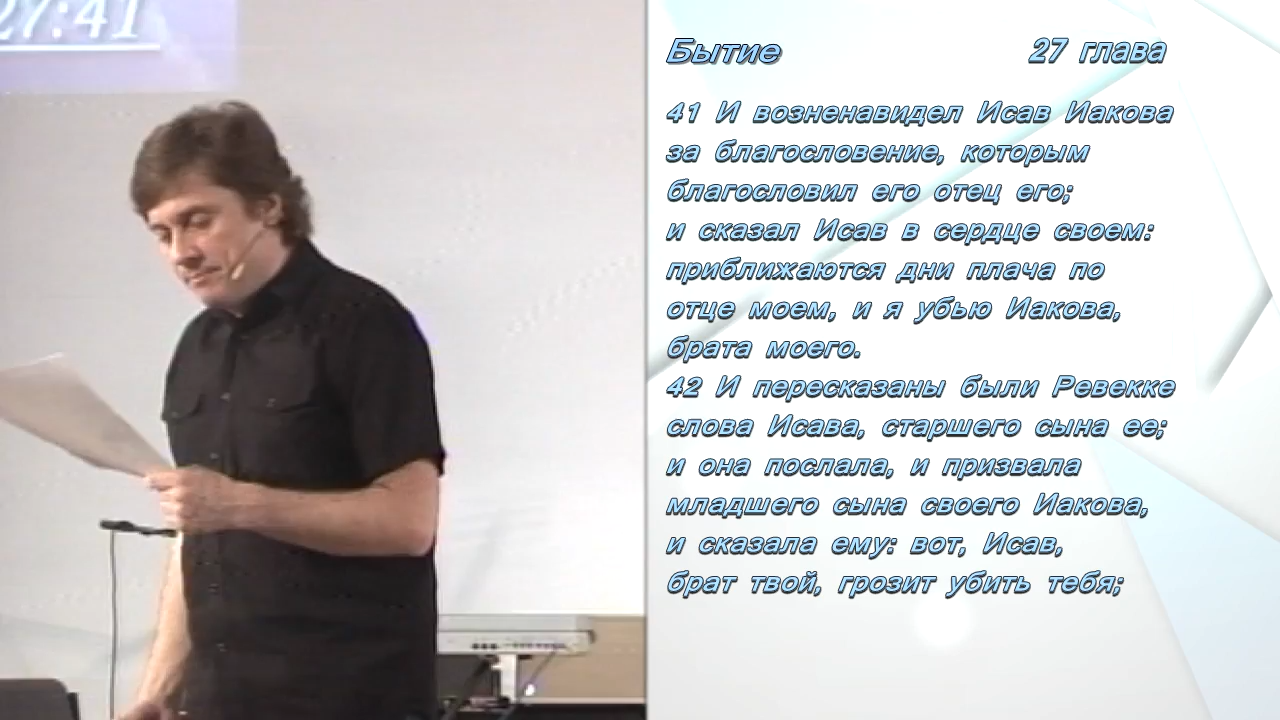 27:41
Бытие 27 глава
41 И возненавидел Исав Иакова
за благословение, которым
благословил его отец его;
и сказал Исав в сердце своем:
приближаются дни плача по
отце моем, и я убью Иакова,
брата моего.
42 И пересказаны были Ревекке
слова Исава, старшего сына ее;
и она послала, и призвала
младшего сына своего Иакова,
и сказала ему: вот, Исав,
брат твой, грозит убить тебя;